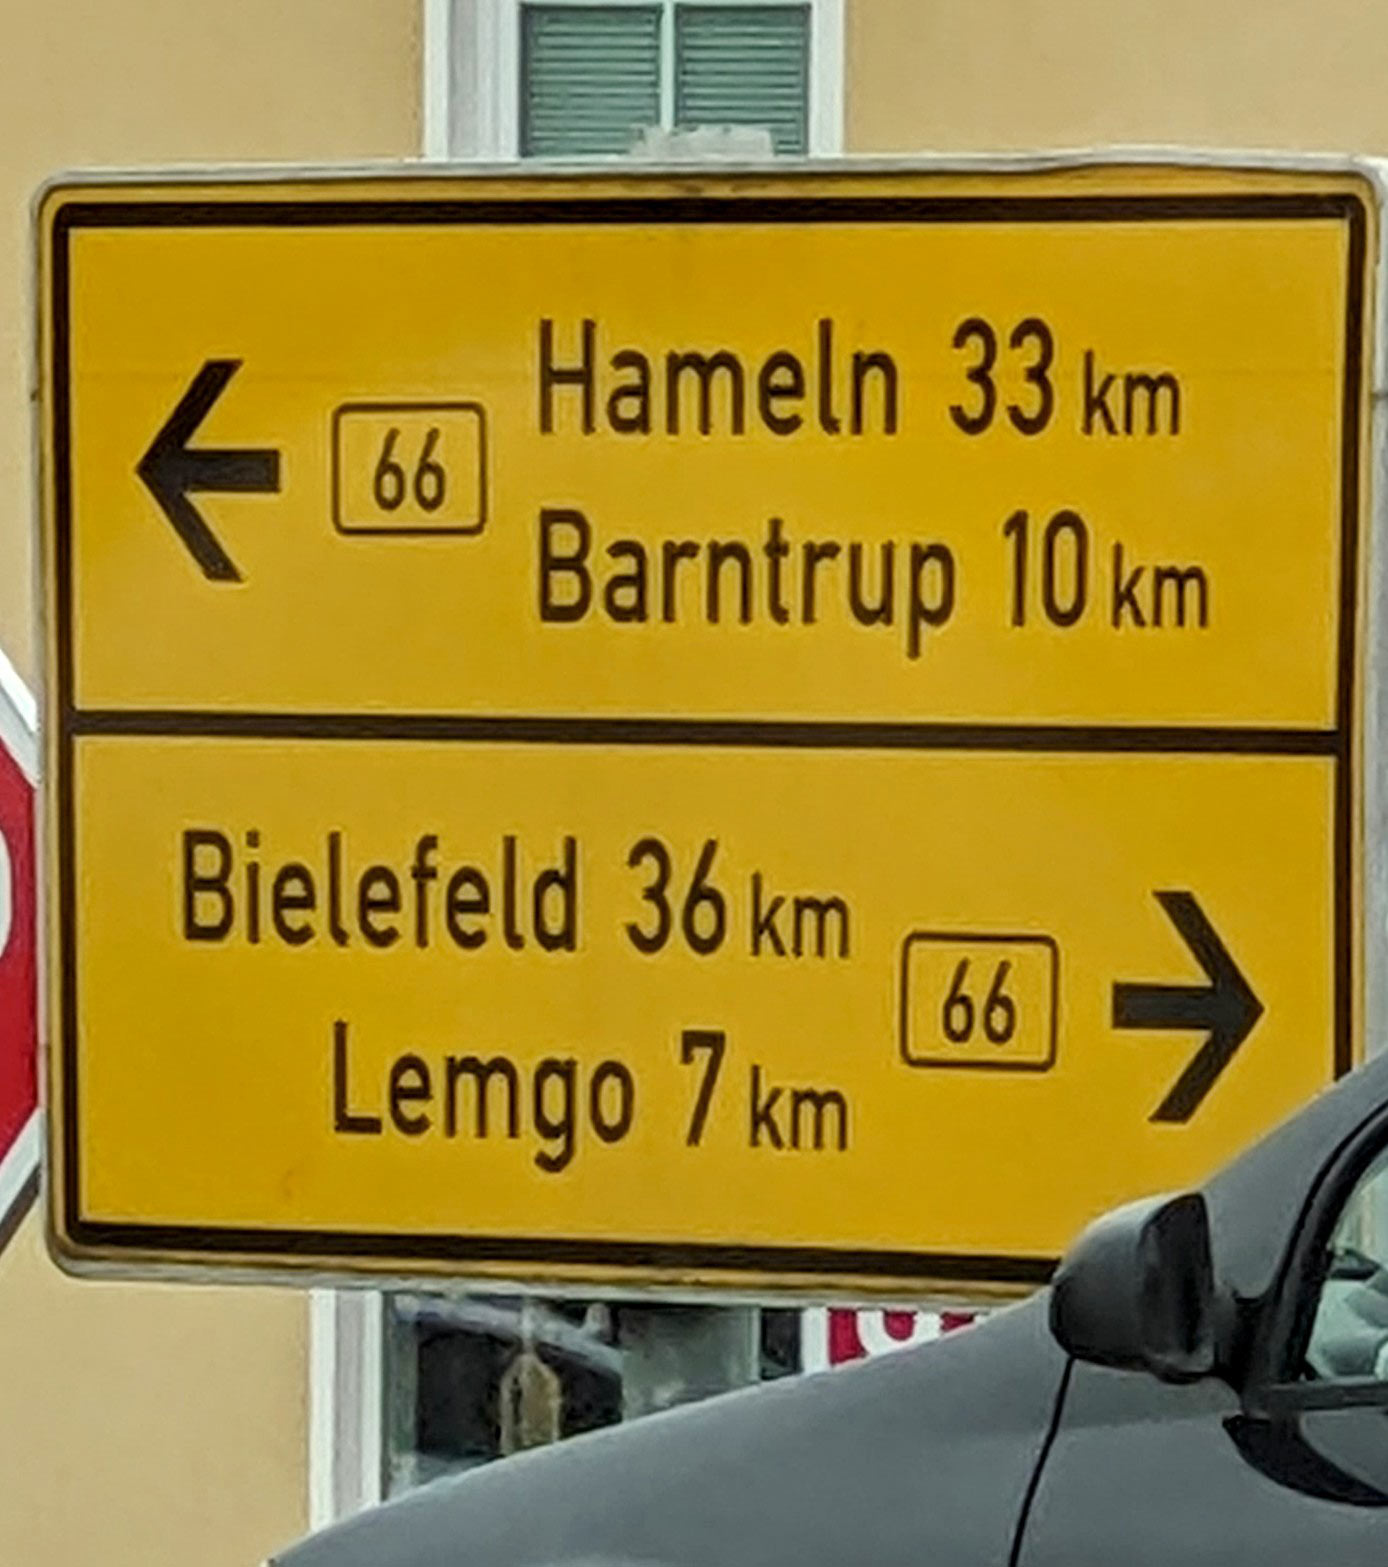 66
Hameln 33 km
Barntrup 10 km
Bielefeld 36 km
Lemgo 7 km
66